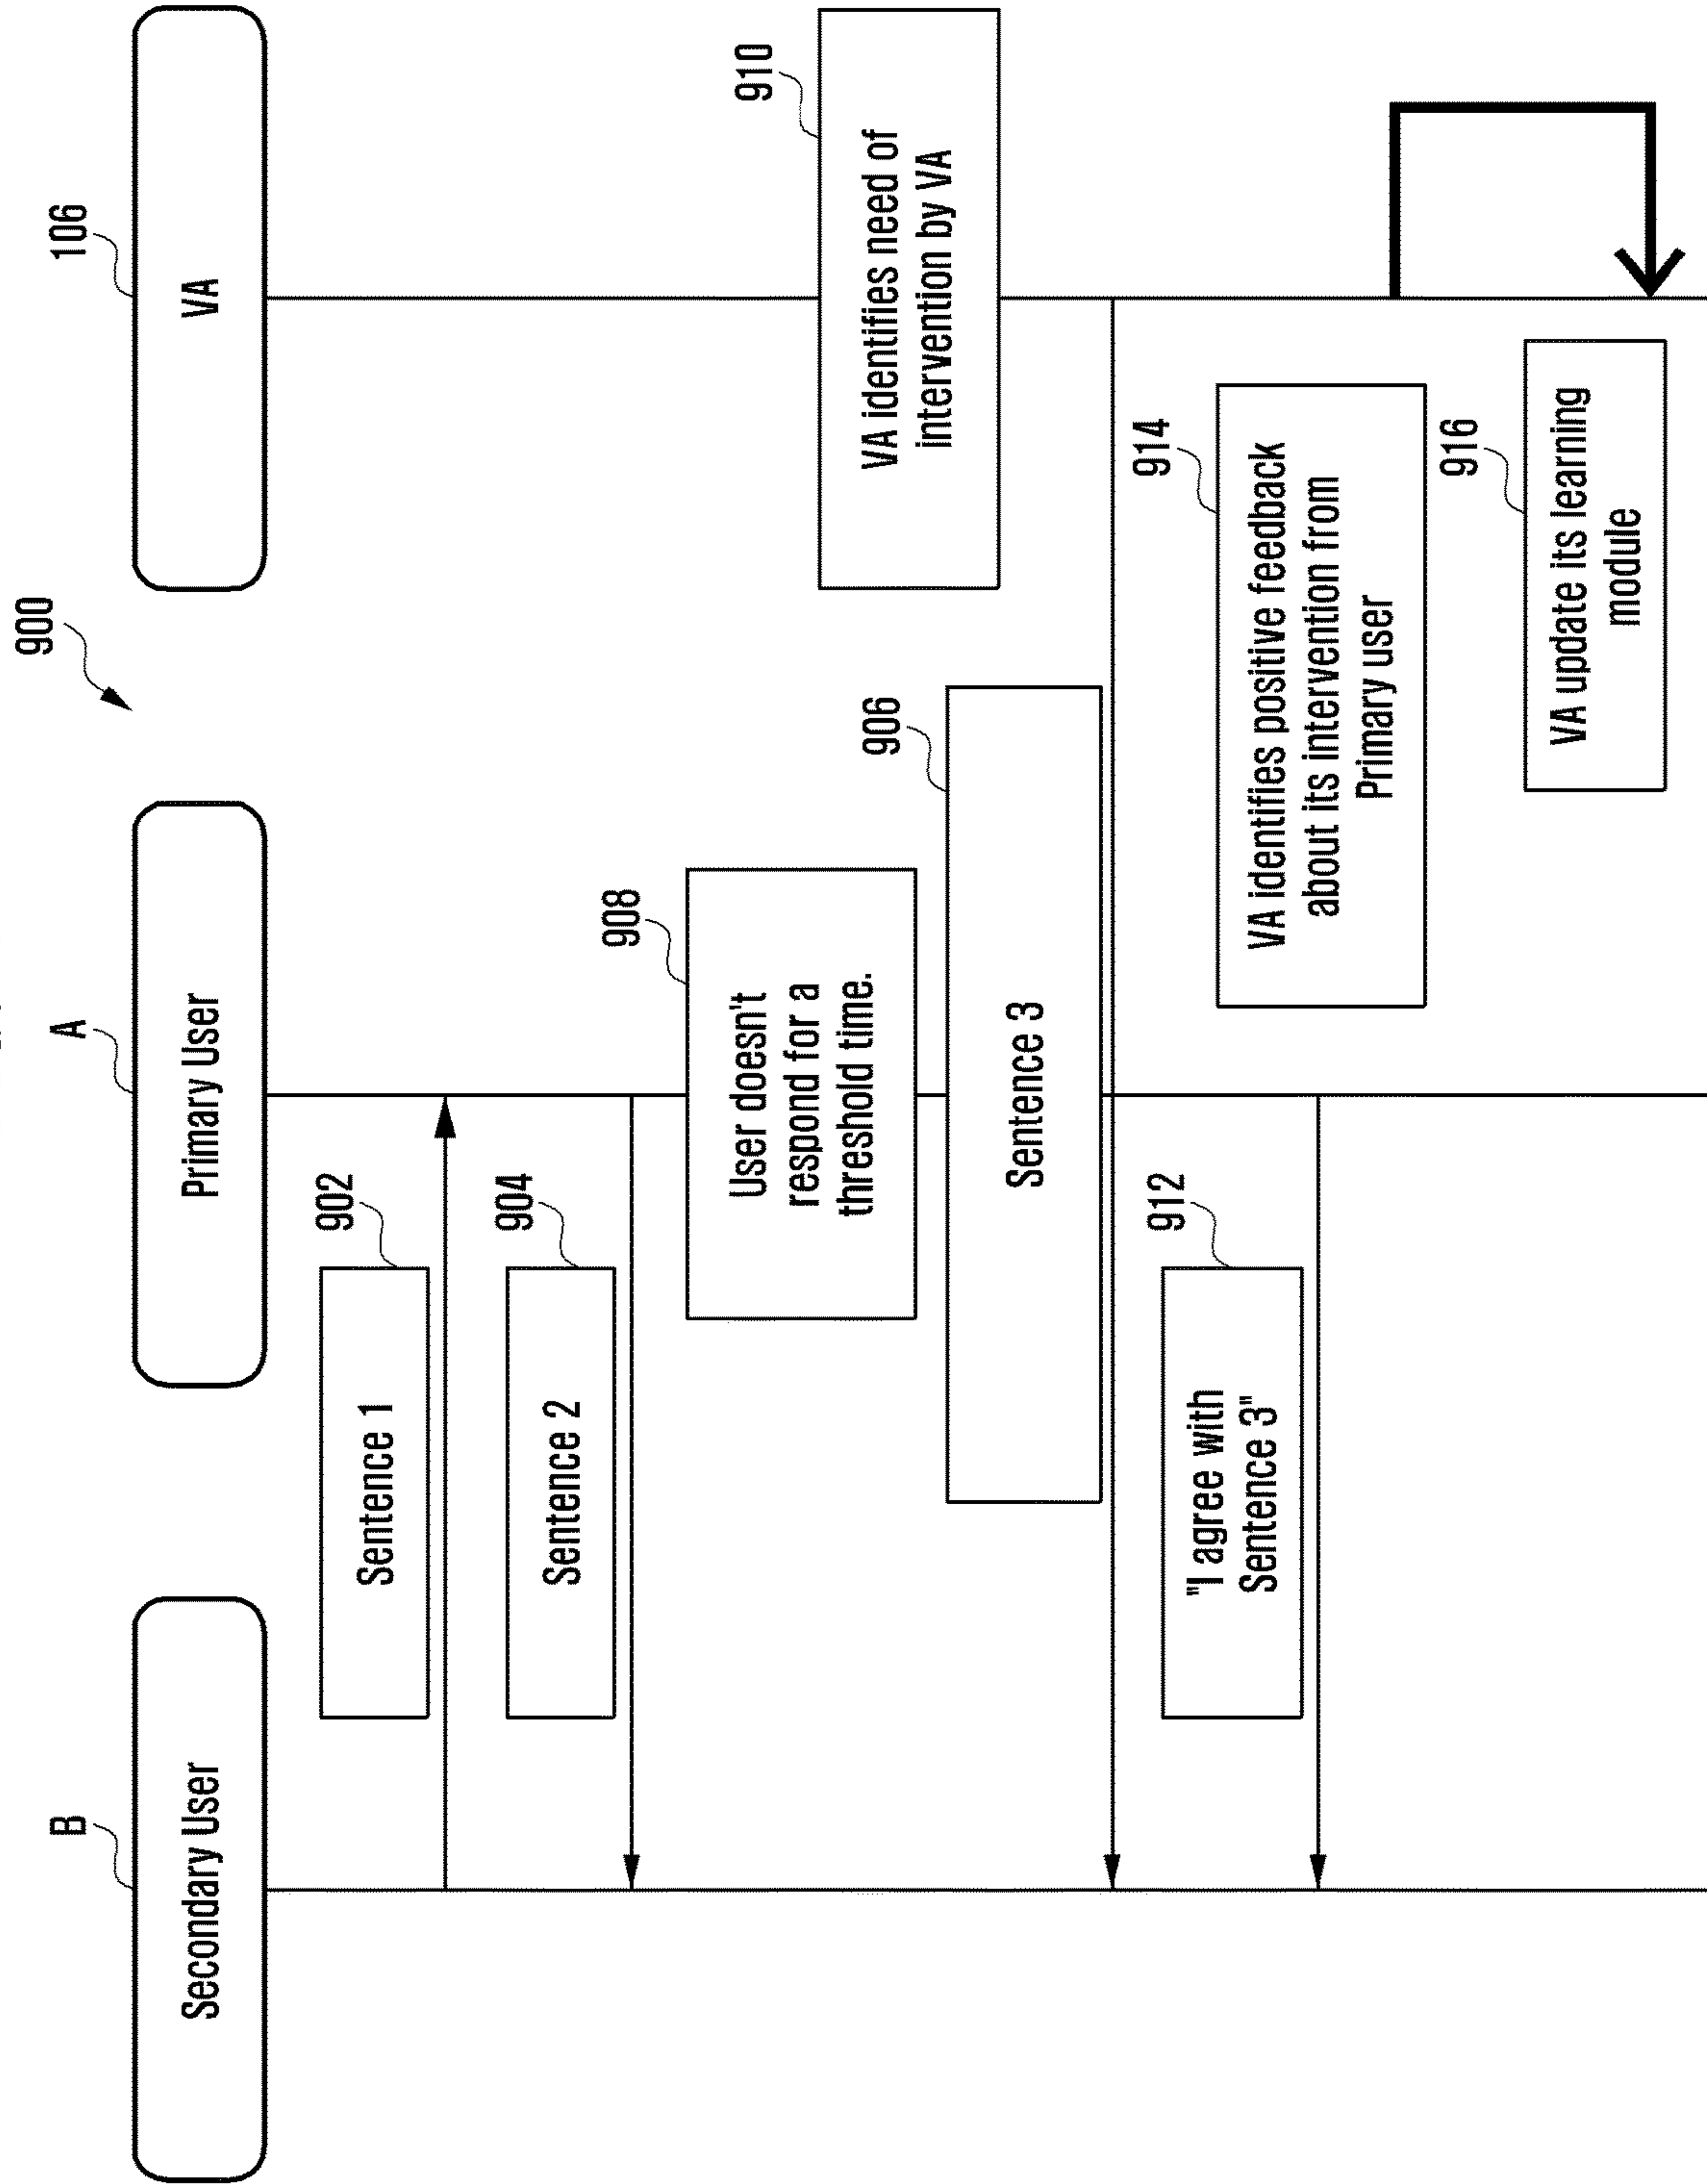 900
B
A
106
Secondary User
Primary User
VA
902
Sentence 1
904
Sentence 2
908
User doesn't
respond for a
threshold time.
910
VA identifies need of
intervention by VA
906
Sentence 3
912
"I agree with
Sentence 3"
914
VA identifies positive feedback
about its intervention from
Primary user
916
VA update its learning
module